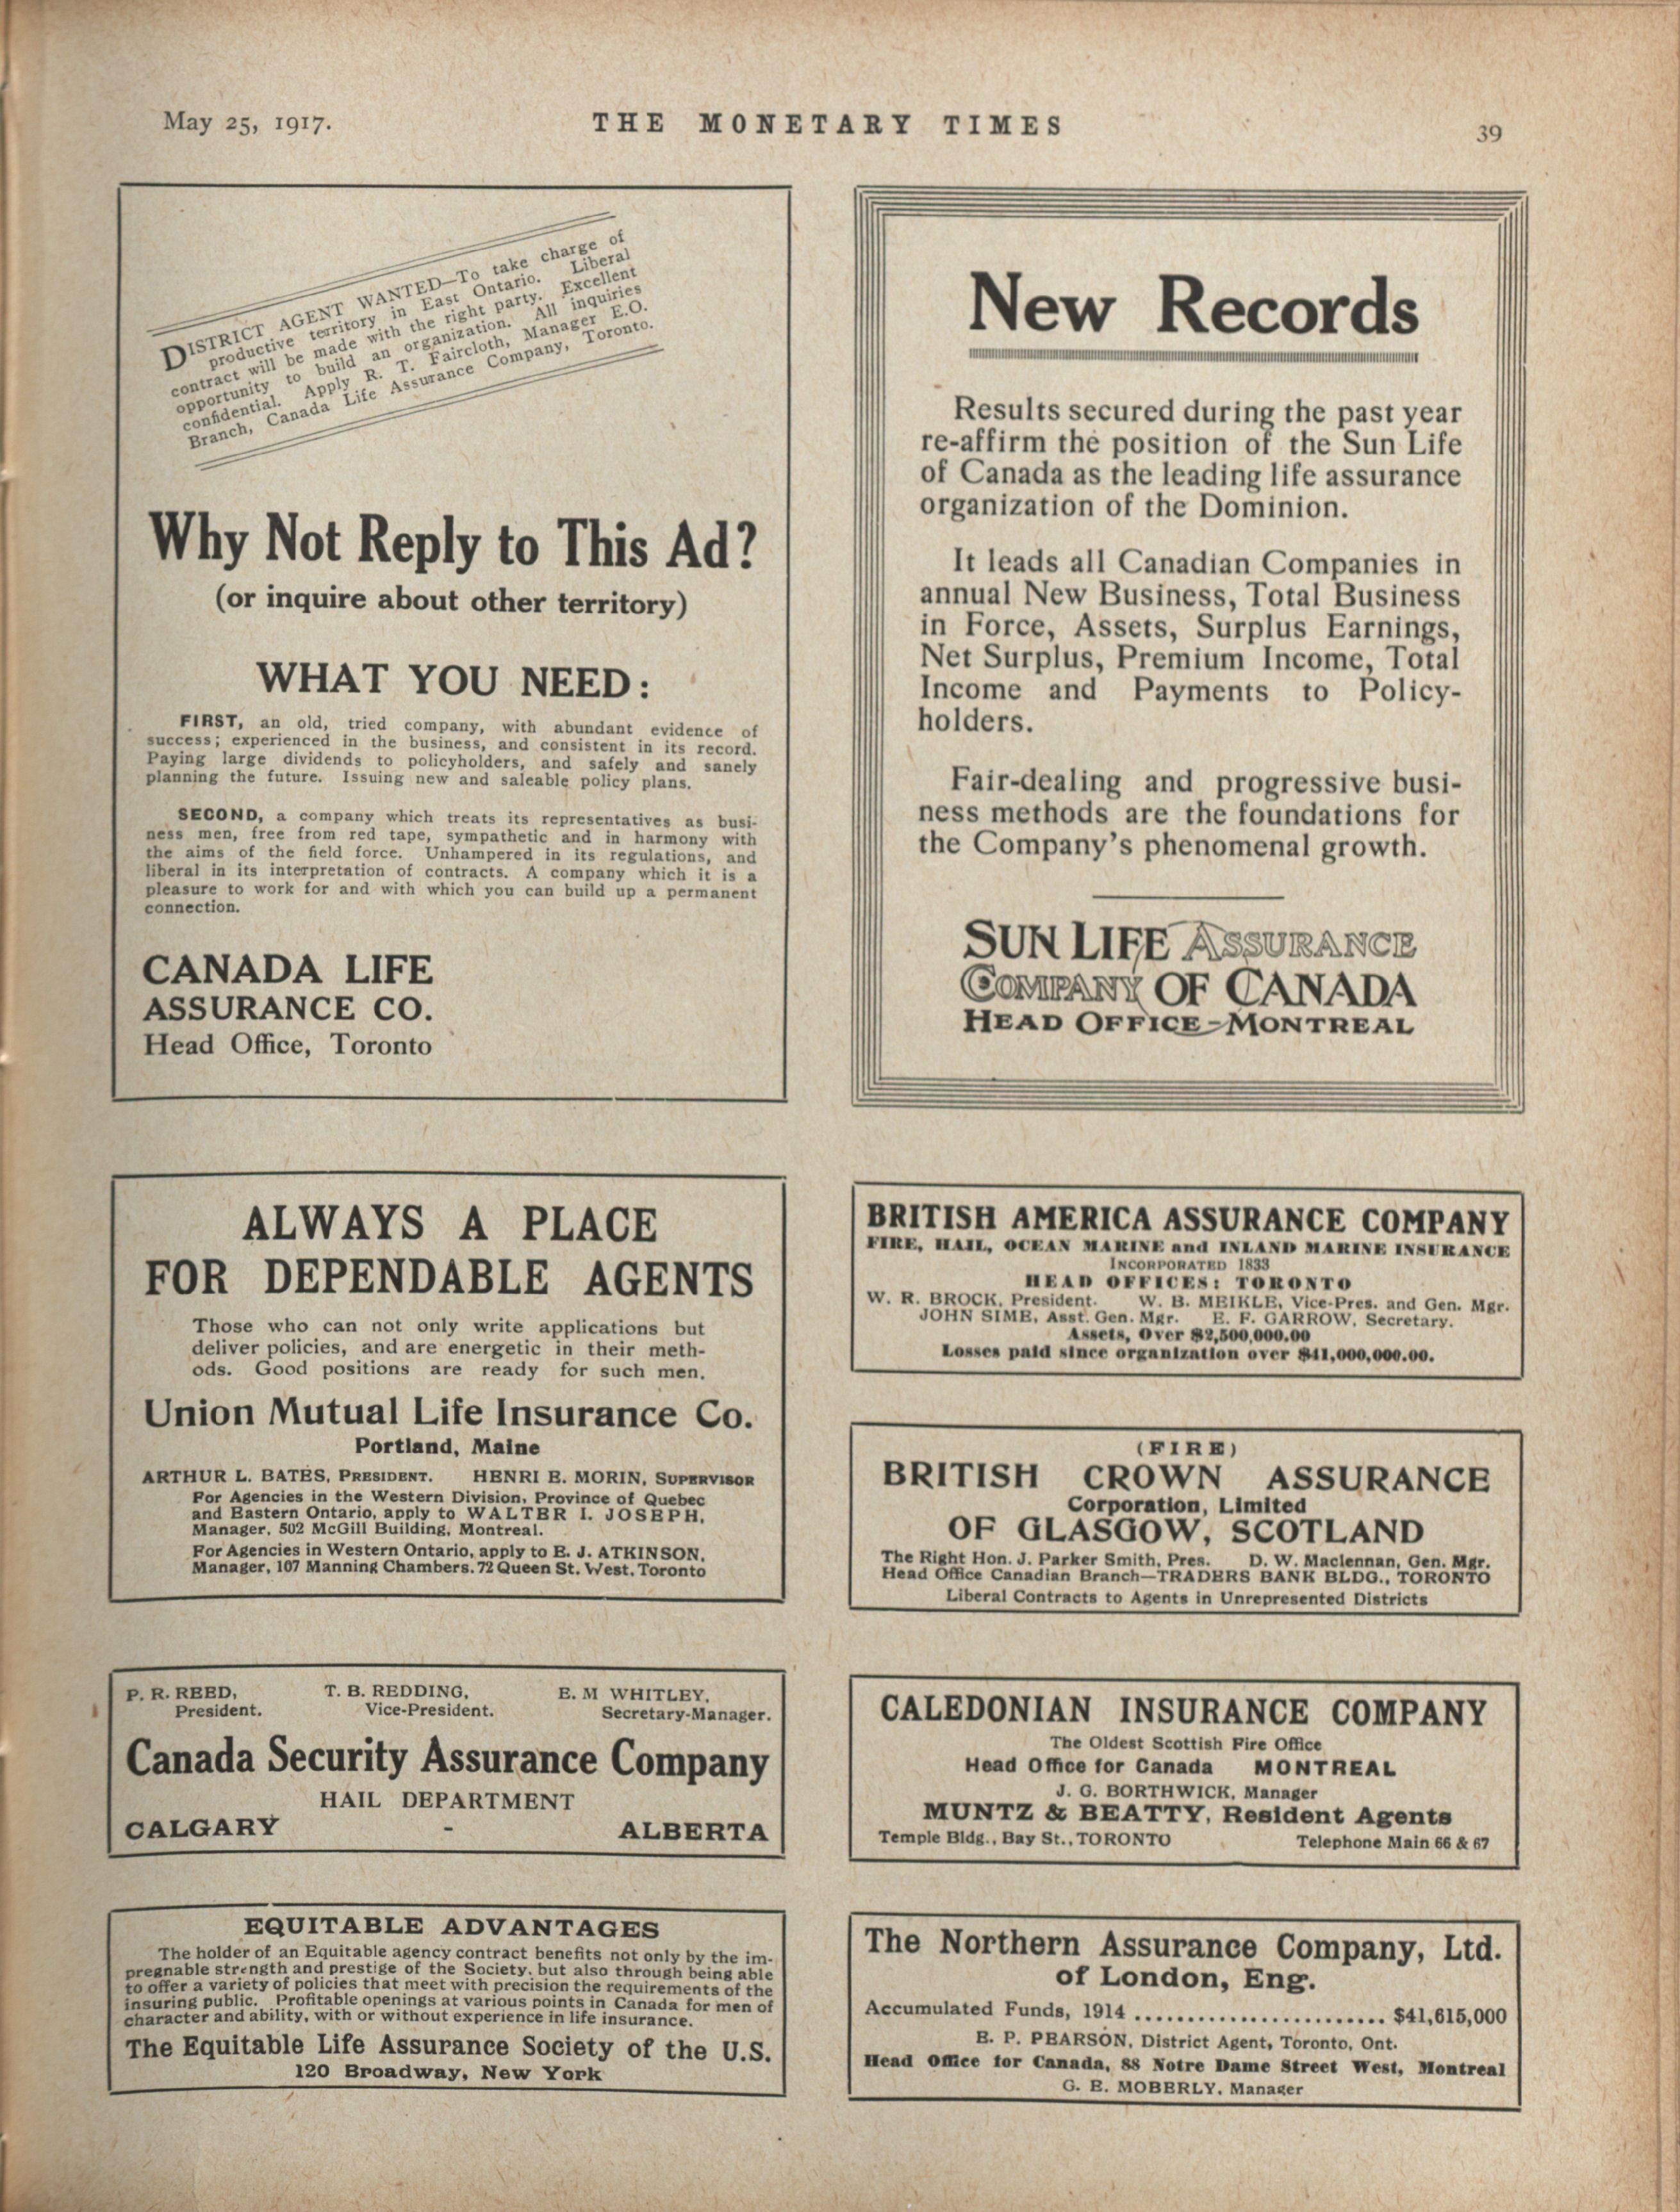 May 25, 1917.
THE MONETARY TIMES
39
DISTRICT AGENT WANTED—To take charge of
productive territory in East Ontario. Liberal
contract will be made with the right party. Excellent
opportunity to build an organization. All inquiries
confidential. Apply R. T. Faircloth, Manager E.O.
Branch, Canada Life Assurance Company, Toronto.
Why Not Reply to This Ad?
(or inquire about other territory)
WHAT YOU NEED:
FIRST, an old, tried company, with abundant evidence of
success; experienced in the business, and consistent in its record.
Paying large dividends to policyholders, and safely and sanely
planning the future. Issuing new and saleable policy plans.
SECOND, a company which treats its representatives as busi-
ness men, free from red tape, sympathetic and in harmony with
the aims of the field force. Unhampered in its regulations, and
liberal in its interpretation of contracts. A company which it is a
pleasure to work for and with which you can build up a permanent
connection.
CANADA LIFE
ASSURANCE CO.
Head Office, Toronto
New Records
Results secured during the past year
re-affirm the position of the Sun Life
of Canada as the leading life assurance
organization of the Dominion.
It leads all Canadian Companies in
annual New Business, Total Business
in Force, Assets, Surplus Earnings,
Net Surplus, Premium Income, Total
Income and Payments to Policy-
holders.
Fair-dealing and progressive busi-
ness methods are the foundations for
the Company's phenomenal growth.
SUN LIFE ASSURANCE
COMPANY OF CANADA
HEAD OFFICE-MONTREAL
ALWAYS A PLACE
FOR DEPENDABLE AGENTS
Those who can not only write applications but
deliver policies, and are energetic in their meth-
ods. Good positions are ready for such men.
Union Mutual Life Insurance Co.
Portland, Maine
ARTHUR L. BATES, PRESIDENT. HENRI E. MORIN, SUPERVISOR
For Agencies in the Western Division, Province of Quebec
and Eastern Ontario, apply to WALTER I. JOSEPH,
Manager, 502 McGill Building, Montreal.
For Agencies in Western Ontario, apply to E. J. ATKINSON,
Manager, 107 Manning Chambers, 72 Queen St. West, Toronto
BRITISH AMERICA ASSURANCE COMPANY
FIRE, HAIL, OCEAN MARINE and INLAND MARINE INSURANCE
INCORPORATED 1833
HEAD OFFICES: TORONTO
W. R. BROCK, President. W. B. MEIKLE, Vice-Pres. and Gen. Mgr.
JOHN SIME, Asst. Gen. Mgr. E. F. GARROW, Secretary.
Assets, Over $2,500,000.00
Losses paid since organization over $41,000,000.00.
(FIRE)
BRITISH CROWN ASSURANCE
Corporation, Limited
OF GLASGOW, SCOTLAND
The Right Hon. J. Parker Smith, Pres. D. W. Maclennan, Gen. Mgr.
Head Office Canadian Branch—TRADERS BANK BLDG., TORONTO
Liberal Contracts to Agents in Unrepresented Districts
P. R. REED, T. B. REDDING, E. M WHITLEY,
President. Vice-President. Secretary-Manager.
Canada Security Assurance Company
HAIL DEPARTMENT
CALGARY - ALBERTA
CALEDONIAN INSURANCE COMPANY
The Oldest Scottish Fire Office
Head Office for Canada MONTREAL
J. G. BORTHWICK, Manager
MUNTZ & BEATTY, Resident Agents
Temple Bldg., Bay St., TORONTO Telephone Main 66 & 67
EQUITABLE ADVANTAGES
The holder of an Equitable agency contract benefits not only by the im-
pregnable strength and prestige of the Society, but also through being able
to offer a variety of policies that meet with precision the requirements of the
insuring public. Profitable openings at various points in Canada for men of
character and ability, with or without experience in life insurance.
The Equitable Life Assurance Society of the U.S.
120 Broadway, New York
The Northern Assurance Company, Ltd.
of London, Eng.
Accumulated Funds, 1914 ........................ $41,615,000
E. P. PEARSON, District Agent, Toronto, Ont.
Head Office for Canada, 88 Notre Dame Street West, Montreal
G. E. MOBERLY, Manager